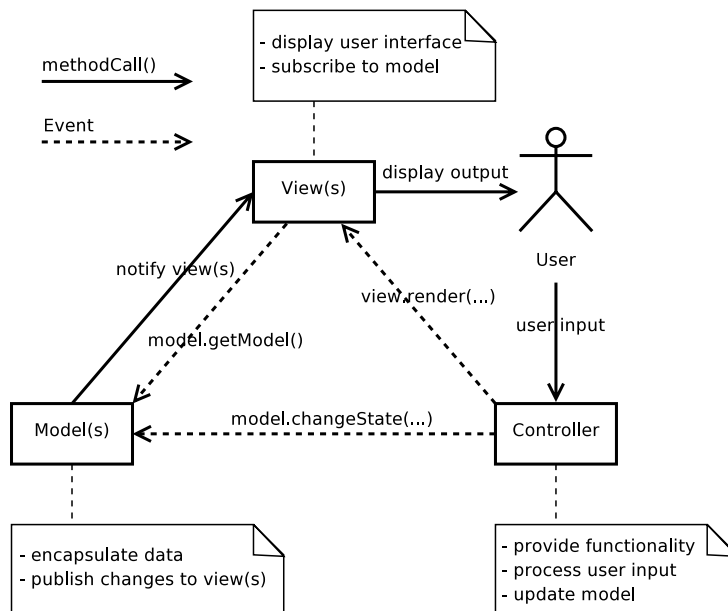 - display user interface
- subscribe to model
methodCall()
Event
View(s)
display output
User
notify view(s)
view.render(...)
user input
model.getModel()
Model(s)
model.changeState(...)
Controller
- encapsulate data
- publish changes to view(s)
- provide functionality
- process user input
- update model